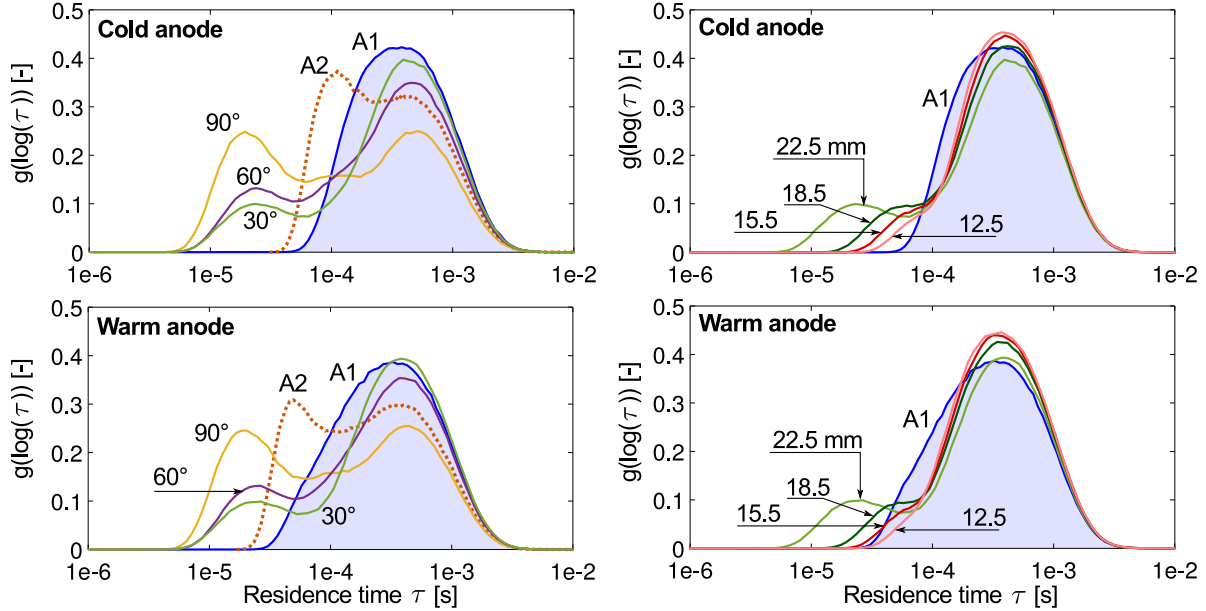 Cold anode
0.5
0.4
0.3
0.2
0.1
0
g(log(τ)) [-]
A1
A2
90°
60°
30°
1e-6
1e-5
1e-4
1e-3
1e-2
Cold anode
0.5
0.4
0.3
0.2
0.1
0
g(log(τ)) [-]
A1
22.5 mm
18.5
15.5
12.5
1e-6
1e-5
1e-4
1e-3
1e-2
Warm anode
0.5
0.4
0.3
0.2
0.1
0
g(log(τ)) [-]
A1
A2
90°
60°
30°
1e-6
1e-5
1e-4
1e-3
1e-2
Residence time τ [s]
Warm anode
0.5
0.4
0.3
0.2
0.1
0
g(log(τ)) [-]
A1
22.5 mm
18.5
15.5
12.5
1e-6
1e-5
1e-4
1e-3
1e-2
Residence time τ [s]